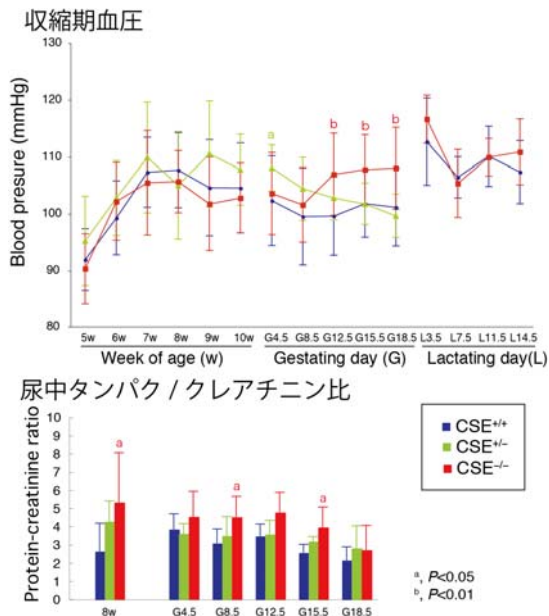 収縮期血圧
130
120
110
100
90
80
Blood presure (mmHg)
a
b b b
5w 6w 7w 8w 9w 10w G4.5 G8.5 G12.5 G15.5 G18.5 L3.5 L7.5 L11.5 L14.5
Week of age (w) Gestating day (G) Lactating day(L)
尿中タンパク / クレアチニン比
10
9
8
7
6
5
4
3
2
1
0
Protein-creatinine ratio
a a a
8w G4.5 G8.5 G12.5 G15.5 G18.5
CSE+/+
CSE+/−
CSE−/−
a, P<0.05
b, P<0.01